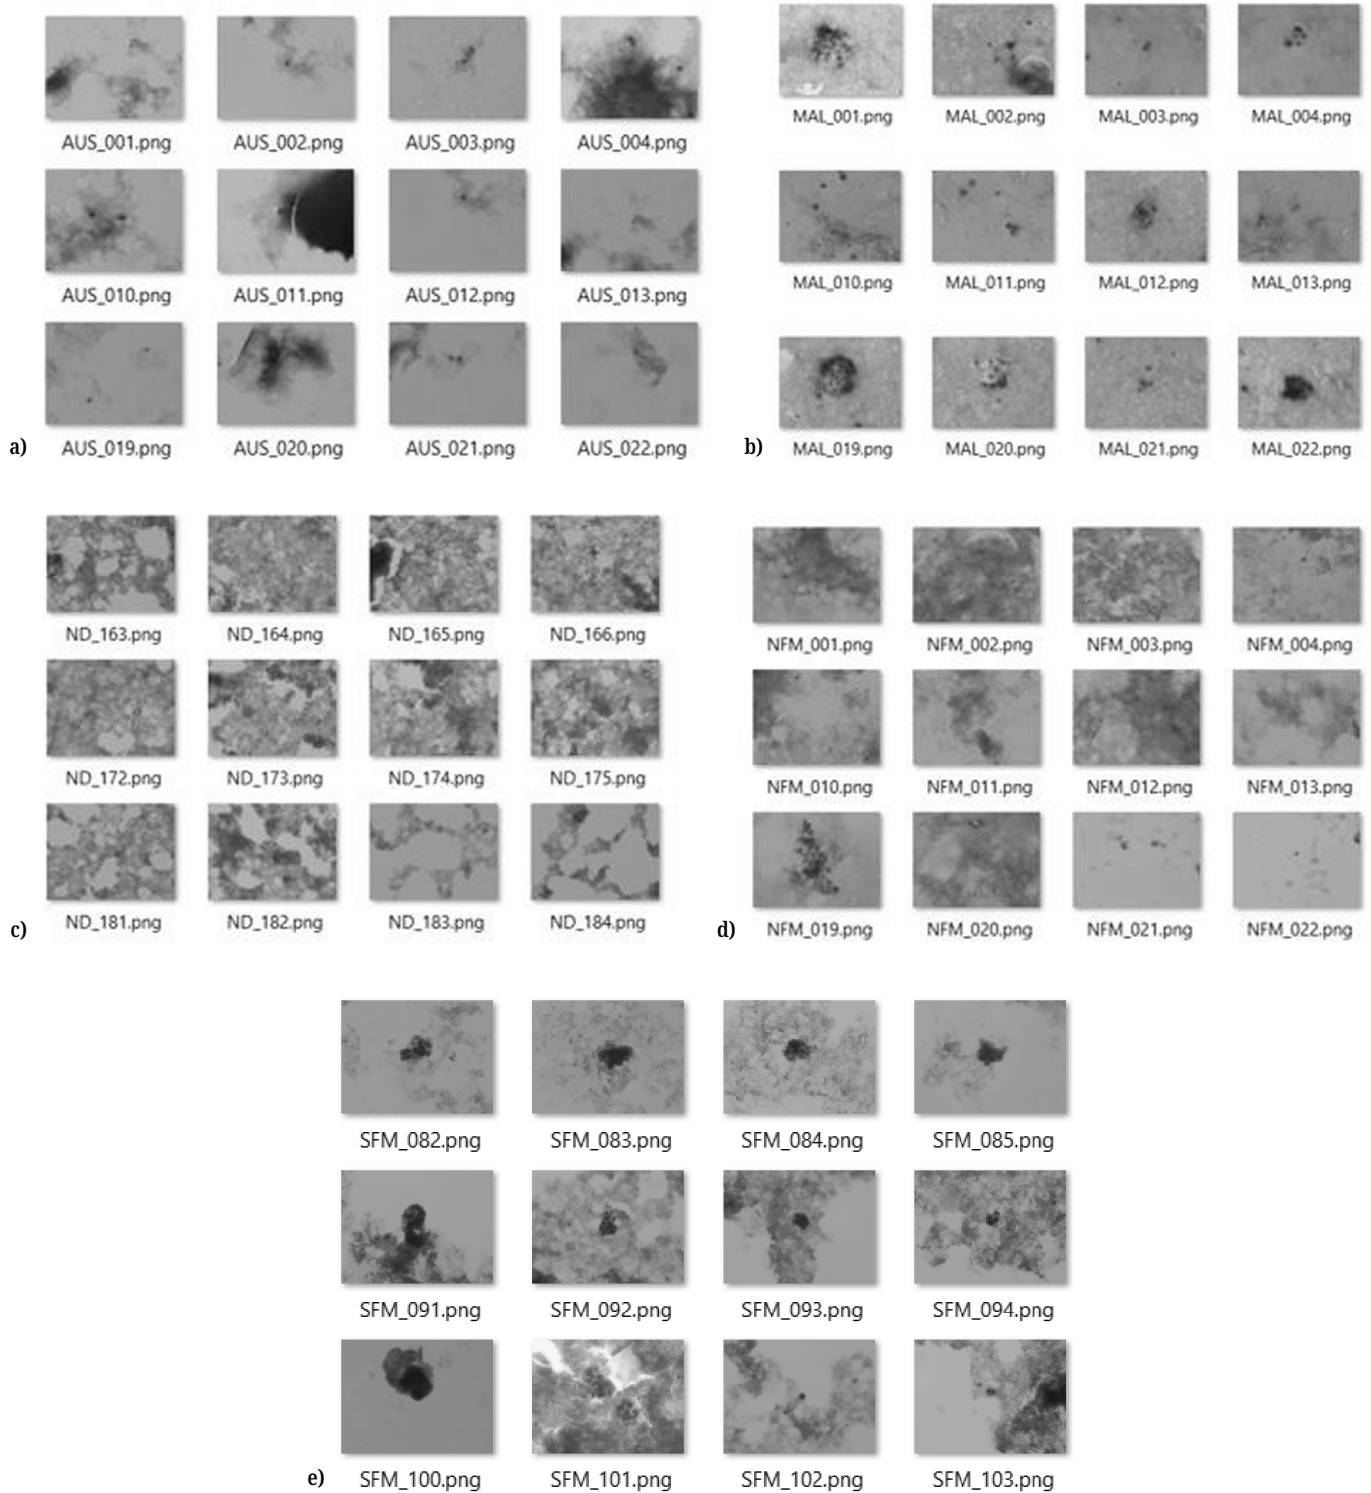 AUS_001.png AUS_002.png AUS_003.png AUS_004.png
AUS_010.png AUS_011.png AUS_012.png AUS_013.png
a) AUS_019.png AUS_020.png AUS_021.png AUS_022.png
MAL_001.png MAL_002.png MAL_003.png MAL_004.png
MAL_010.png MAL_011.png MAL_012.png MAL_013.png
b) MAL_019.png MAL_020.png MAL_021.png MAL_022.png
ND_163.png ND_164.png ND_165.png ND_166.png
ND_172.png ND_173.png ND_174.png ND_175.png
c) ND_181.png ND_182.png ND_183.png ND_184.png
NFM_001.png NFM_002.png NFM_003.png NFM_004.png
NFM_010.png NFM_011.png NFM_012.png NFM_013.png
d) NFM_019.png NFM_020.png NFM_021.png NFM_022.png
SFM_082.png SFM_083.png SFM_084.png SFM_085.png
SFM_091.png SFM_092.png SFM_093.png SFM_094.png
e) SFM_100.png SFM_101.png SFM_102.png SFM_103.png